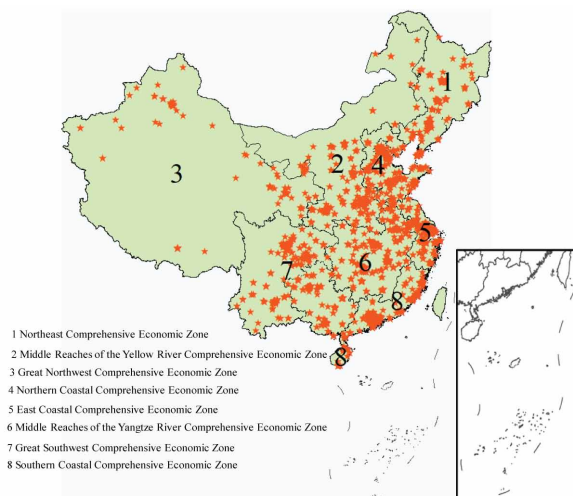 1
2
4
3
5
6
7
8
8
1 Northeast Comprehensive Economic Zone
2 Middle Reaches of the Yellow River Comprehensive Economic Zone
3 Great Northwest Comprehensive Economic Zone
4 Northern Coastal Comprehensive Economic Zone
5 East Coastal Comprehensive Economic Zone
6 Middle Reaches of the Yangtze River Comprehensive Economic Zone
7 Great Southwest Comprehensive Economic Zone
8 Southern Coastal Comprehensive Economic Zone